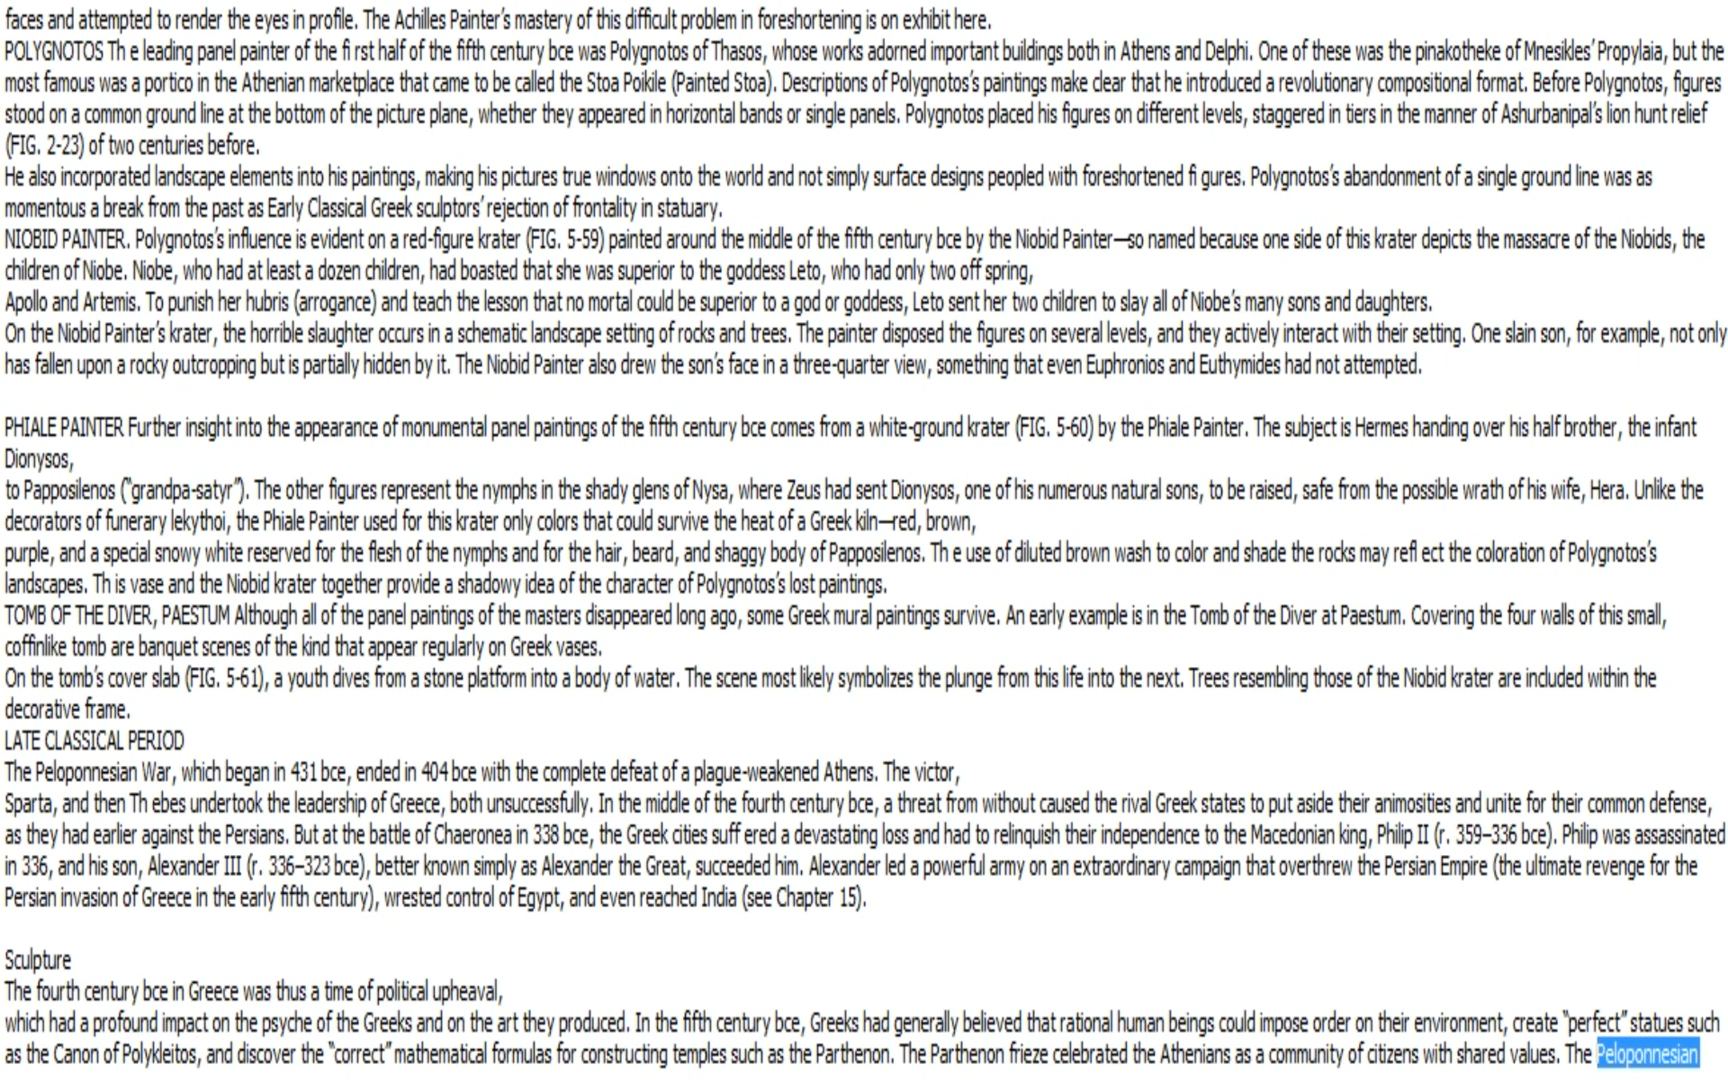 faces and attempted to render the eyes in profile. The Achilles Painter’s mastery of this difficult problem in foreshortening is on exhibit here.
POLYGNOTOS Th e leading panel painter of the fi rst half of the fifth century bce was Polygnotos of Thasos, whose works adorned important buildings both in Athens and Delphi. One of these was the pinakotheke of Mnesikles’ Propylaia, but the
most famous was a portico in the Athenian marketplace that came to be called the Stoa Poikile (Painted Stoa). Descriptions of Polygnotos’s paintings make clear that he introduced a revolutionary compositional format. Before Polygnotos, figures
stood on a common ground line at the bottom of the picture plane, whether they appeared in horizontal bands or single panels. Polygnotos placed his figures on different levels, staggered in tiers in the manner of Ashurbanipal’s lion hunt relief
(FIG. 2-23) of two centuries before.
He also incorporated landscape elements into his paintings, making his pictures true windows onto the world and not simply surface designs peopled with foreshortened fi gures. Polygnotos’s abandonment of a single ground line was as
momentous a break from the past as Early Classical Greek sculptors’ rejection of frontality in statuary.
NIOBID PAINTER. Polygnotos’s influence is evident on a red-figure krater (FIG. 5-59) painted around the middle of the fifth century bce by the Niobid Painter—so named because one side of this krater depicts the massacre of the Niobids, the
children of Niobe. Niobe, who had at least a dozen children, had boasted that she was superior to the goddess Leto, who had only two off spring,
Apollo and Artemis. To punish her hubris (arrogance) and teach the lesson that no mortal could be superior to a god or goddess, Leto sent her two children to slay all of Niobe’s many sons and daughters.
On the Niobid Painter’s krater, the horrible slaughter occurs in a schematic landscape setting of rocks and trees. The painter disposed the figures on several levels, and they actively interact with their setting. One slain son, for example, not only
has fallen upon a rocky outcropping but is partially hidden by it. The Niobid Painter also drew the son’s face in a three-quarter view, something that even Euphronios and Euthymides had not attempted.
PHIALE PAINTER Further insight into the appearance of monumental panel paintings of the fifth century bce comes from a white-ground krater (FIG. 5-60) by the Phiale Painter. The subject is Hermes handing over his half brother, the infant
Dionysos,
to Papposilenos (“grandpa-satyr”). The other figures represent the nymphs in the shady glens of Nysa, where Zeus had sent Dionysos, one of his numerous natural sons, to be raised, safe from the possible wrath of his wife, Hera. Unlike the
decorators of funerary lekythoi, the Phiale Painter used for this krater only colors that could survive the heat of a Greek kiln—red, brown,
purple, and a special snowy white reserved for the flesh of the nymphs and for the hair, beard, and shaggy body of Papposilenos. Th e use of diluted brown wash to color and shade the rocks may refl ect the coloration of Polygnotos’s
landscapes. Th is vase and the Niobid krater together provide a shadowy idea of the character of Polygnotos’s lost paintings.
TOMB OF THE DIVER, PAESTUM Although all of the panel paintings of the masters disappeared long ago, some Greek mural paintings survive. An early example is in the Tomb of the Diver at Paestum. Covering the four walls of this small,
coffinlike tomb are banquet scenes of the kind that appear regularly on Greek vases.
On the tomb’s cover slab (FIG. 5-61), a youth dives from a stone platform into a body of water. The scene most likely symbolizes the plunge from this life into the next. Trees resembling those of the Niobid krater are included within the
decorative frame.
LATE CLASSICAL PERIOD
The Peloponnesian War, which began in 431 bce, ended in 404 bce with the complete defeat of a plague-weakened Athens. The victor,
Sparta, and then Th ebes undertook the leadership of Greece, both unsuccessfully. In the middle of the fourth century bce, a threat from without caused the rival Greek states to put aside their animosities and unite for their common defense,
as they had earlier against the Persians. But at the battle of Chaeronea in 338 bce, the Greek cities suff ered a devastating loss and had to relinquish their independence to the Macedonian king, Philip II (r. 359–336 bce). Philip was assassinated
in 336, and his son, Alexander III (r. 336–323 bce), better known simply as Alexander the Great, succeeded him. Alexander led a powerful army on an extraordinary campaign that overthrew the Persian Empire (the ultimate revenge for the
Persian invasion of Greece in the early fifth century), wrested control of Egypt, and even reached India (see Chapter 15).
Sculpture
The fourth century bce in Greece was thus a time of political upheaval,
which had a profound impact on the psyche of the Greeks and on the art they produced. In the fifth century bce, Greeks had generally believed that rational human beings could impose order on their environment, create “perfect” statues such
as the Canon of Polykleitos, and discover the “correct” mathematical formulas for constructing temples such as the Parthenon. The Parthenon frieze celebrated the Athenians as a community of citizens with shared values. The Peloponnesian